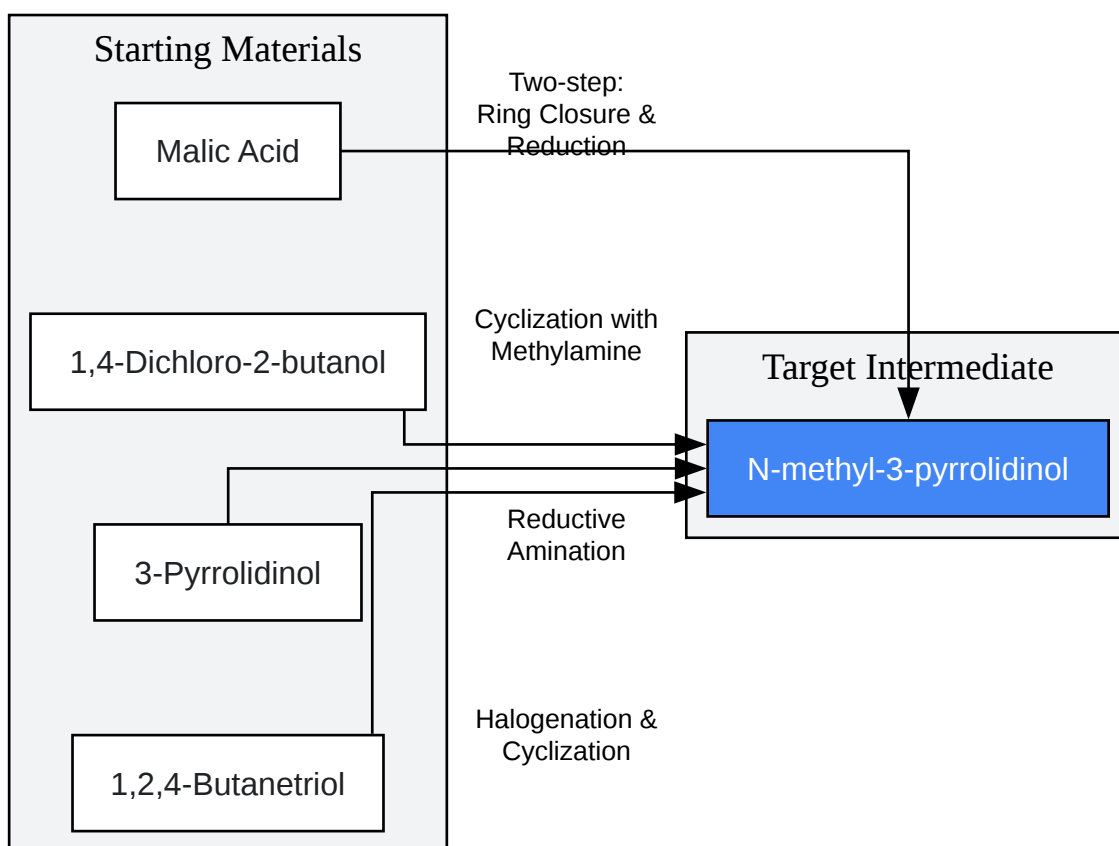 Starting Materials
Malic Acid
Two-step:
Ring Closure &
Reduction
1,4-Dichloro-2-butanol
Cyclization with
Methylamine
Target Intermediate
N-methyl-3-pyrrolidinol
3-Pyrrolidinol
Reductive
Amination
1,2,4-Butanetriol
Halogenation &
Cyclization